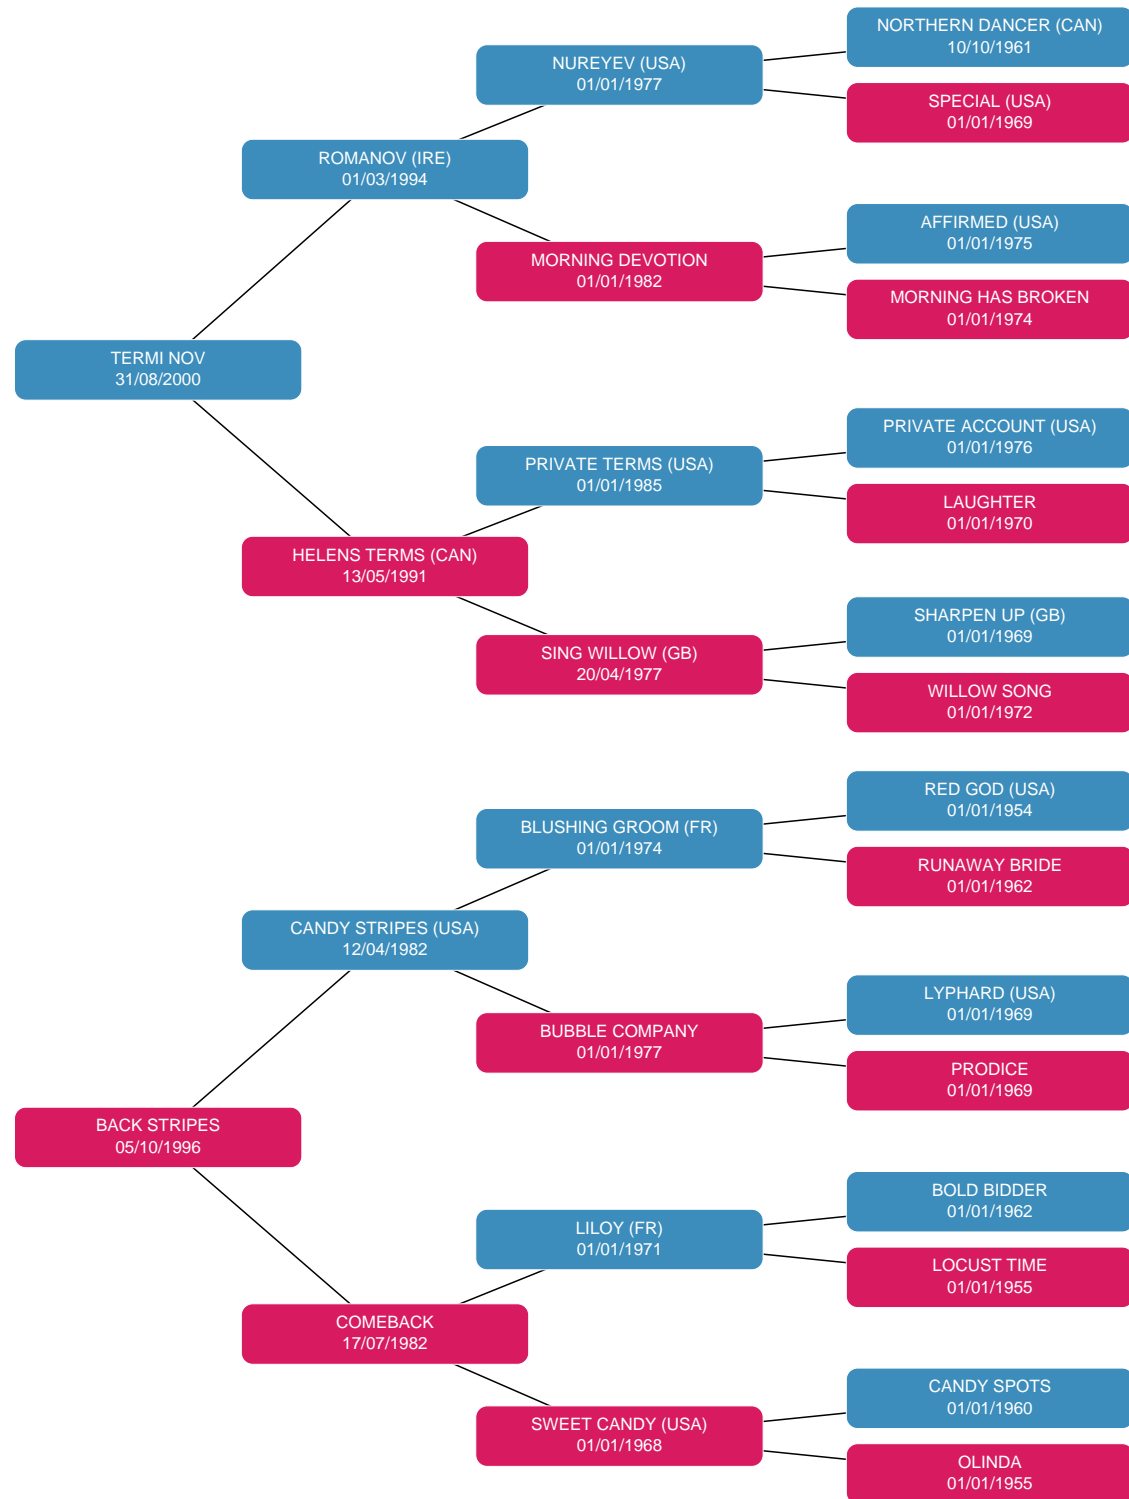 NORTHERN DANCER (CAN)
10/10/1961
NUREYEV (USA)
01/01/1977
SPECIAL (USA)
01/01/1969
ROMANOV (IRE)
01/03/1994
AFFIRMED (USA)
01/01/1975
MORNING DEVOTION
01/01/1982
MORNING HAS BROKEN
01/01/1974
TERMI NOV
31/08/2000
PRIVATE ACCOUNT (USA)
01/01/1976
PRIVATE TERMS (USA)
01/01/1985
LAUGHTER
01/01/1970
HELENS TERMS (CAN)
13/05/1991
SHARPEN UP (GB)
01/01/1969
SING WILLOW (GB)
20/04/1977
WILLOW SONG
01/01/1972
RED GOD (USA)
01/01/1954
BLUSHING GROOM (FR)
01/01/1974
RUNAWAY BRIDE
01/01/1962
CANDY STRIPES (USA)
12/04/1982
LYPHARD (USA)
01/01/1969
BUBBLE COMPANY
01/01/1977
PRODICE
01/01/1969
BACK STRIPES
05/10/1996
BOLD BIDDER
01/01/1962
LILOY (FR)
01/01/1971
LOCUST TIME
01/01/1955
COMEBACK
17/07/1982
CANDY SPOTS
01/01/1960
SWEET CANDY (USA)
01/01/1968
OLINDA
01/01/1955